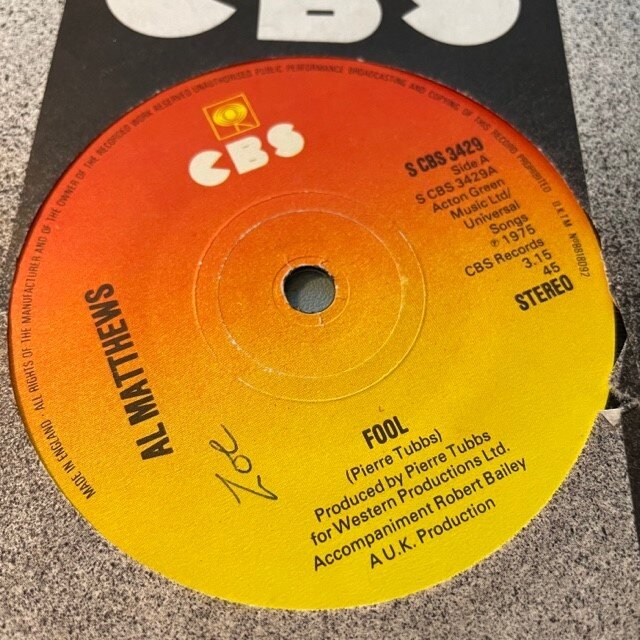 CBS
MADE IN ENGLAND · ALL RIGHTS OF THE MANUFACTURER AND OF THE OWNER OF THE RECORDED WORK RESERVED UNAUTHORISED PUBLIC PERFORMANCE BROADCASTING AND COPYING OF THIS RECORD PROHIBITED
CBS
S CBS 3429
Side A
S CBS 3429A
Acton Green
Music Ltd/
Universal
Songs
℗ 1975
CBS Records
3.15
45
STEREO
AL MATTHEWS
Zoe
FOOL
(Pierre Tubbs)
Produced by Pierre Tubbs
for Western Productions Ltd.
Accompaniment Robert Bailey
A U.K. Production